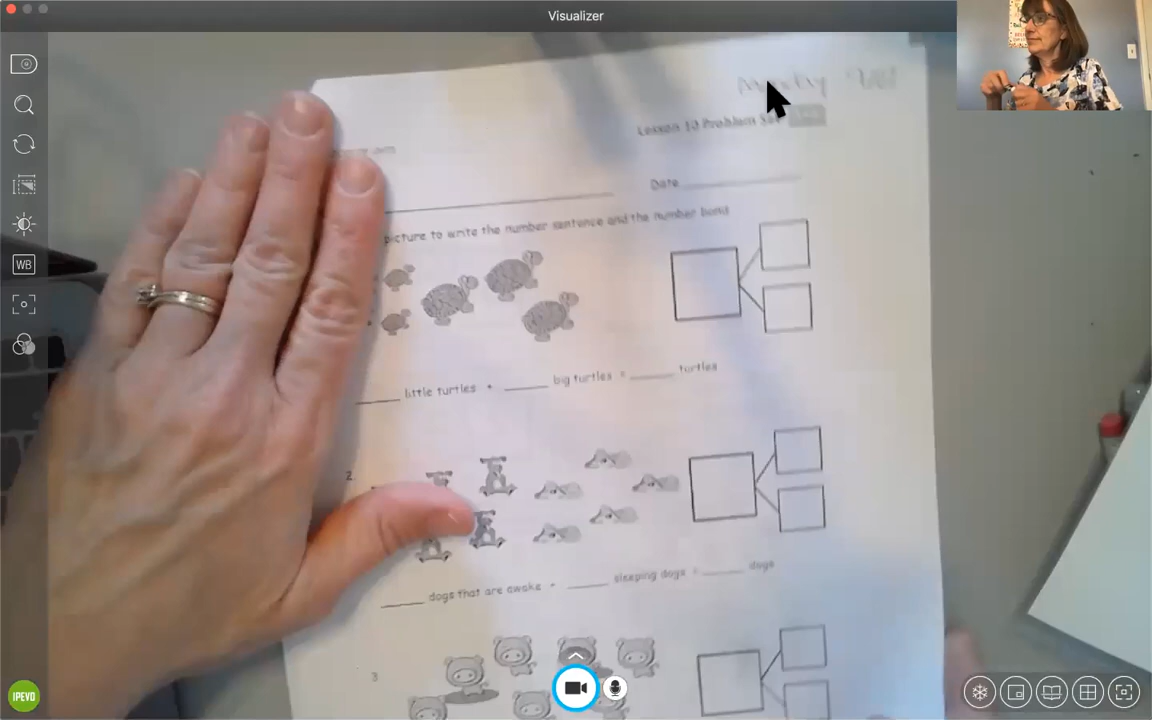 Visualizer
Lesson 10 Problem Set
Date
picture to write the number sentence and the number bond
little turtles + big turtles = turtles
2.
dogs that are awake + sleeping dogs = dogs
3
WB
IPEVO